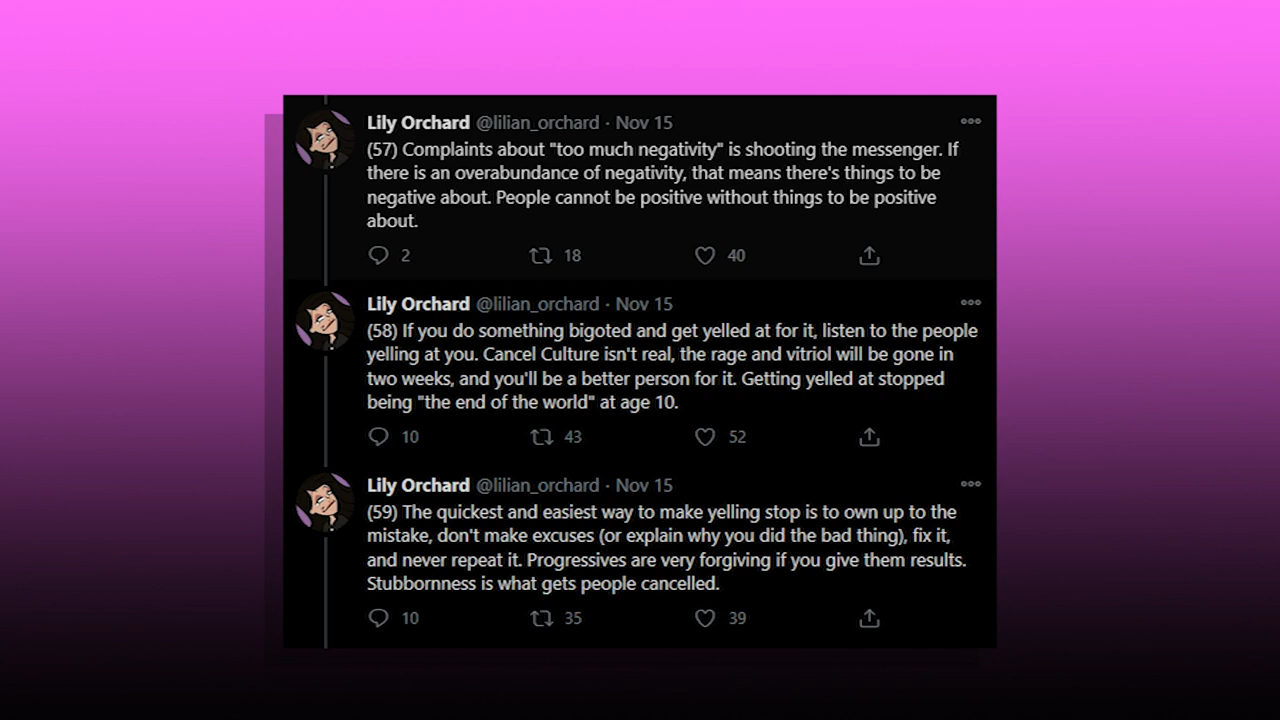 Lily Orchard @lilian_orchard · Nov 15
(57) Complaints about "too much negativity" is shooting the messenger. If
there is an overabundance of negativity, that means there's things to be
negative about. People cannot be positive without things to be positive
about.
2 18 40
Lily Orchard @lilian_orchard · Nov 15
(58) If you do something bigoted and get yelled at for it, listen to the people
yelling at you. Cancel Culture isn't real, the rage and vitriol will be gone in
two weeks, and you'll be a better person for it. Getting yelled at stopped
being "the end of the world" at age 10.
10 43 52
Lily Orchard @lilian_orchard · Nov 15
(59) The quickest and easiest way to make yelling stop is to own up to the
mistake, don't make excuses (or explain why you did the bad thing), fix it,
and never repeat it. Progressives are very forgiving if you give them results.
Stubbornness is what gets people cancelled.
10 35 39